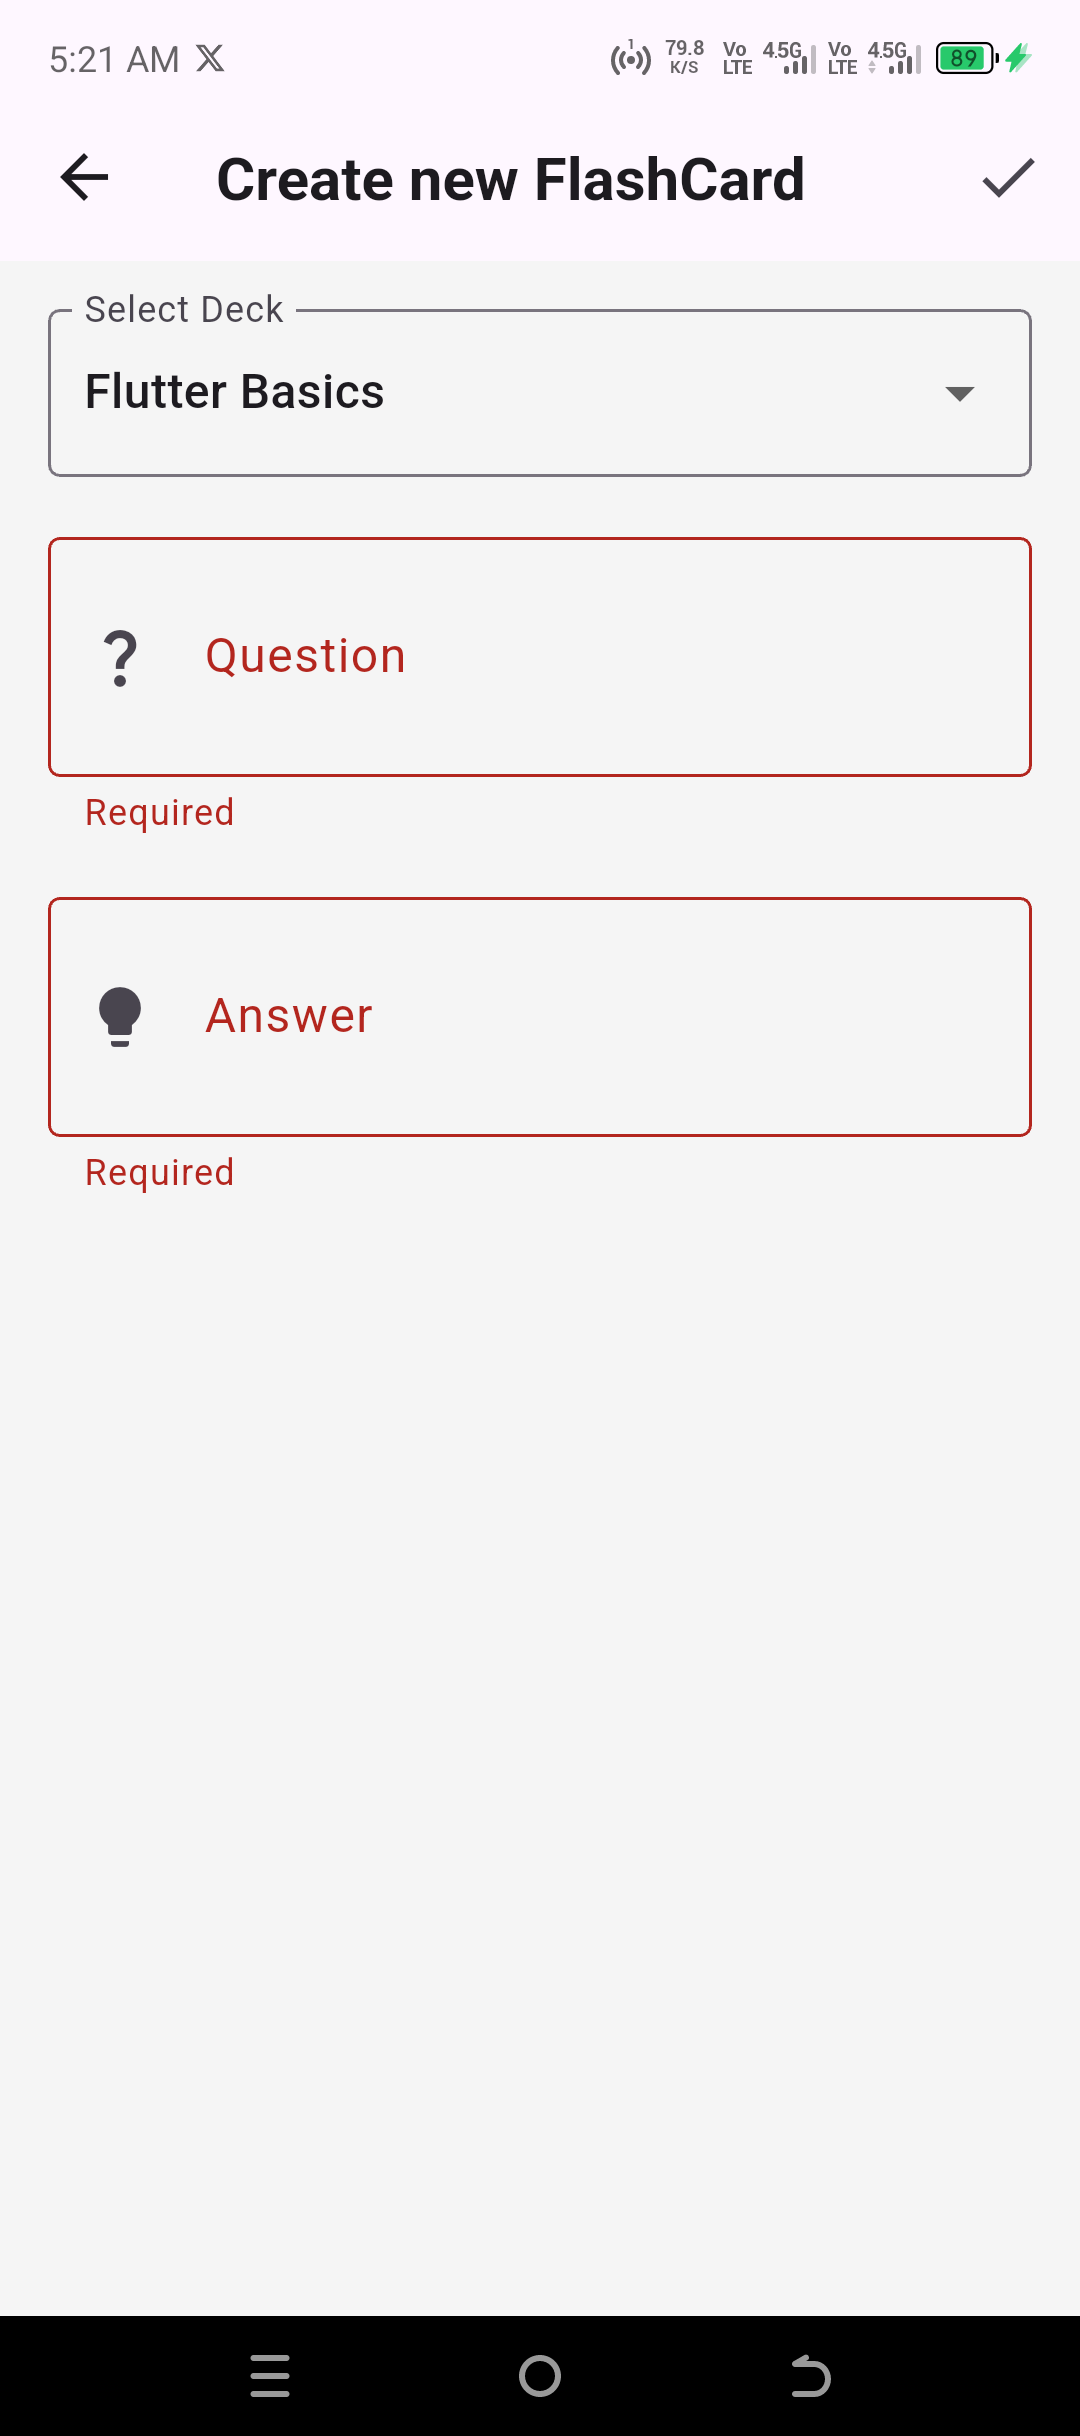 5:21 AM
1
79.8 K/S
Vo LTE 4.5G
Vo LTE 4.5G
89
Create new FlashCard
Select Deck
Flutter Basics
? Question
Required
Answer
Required